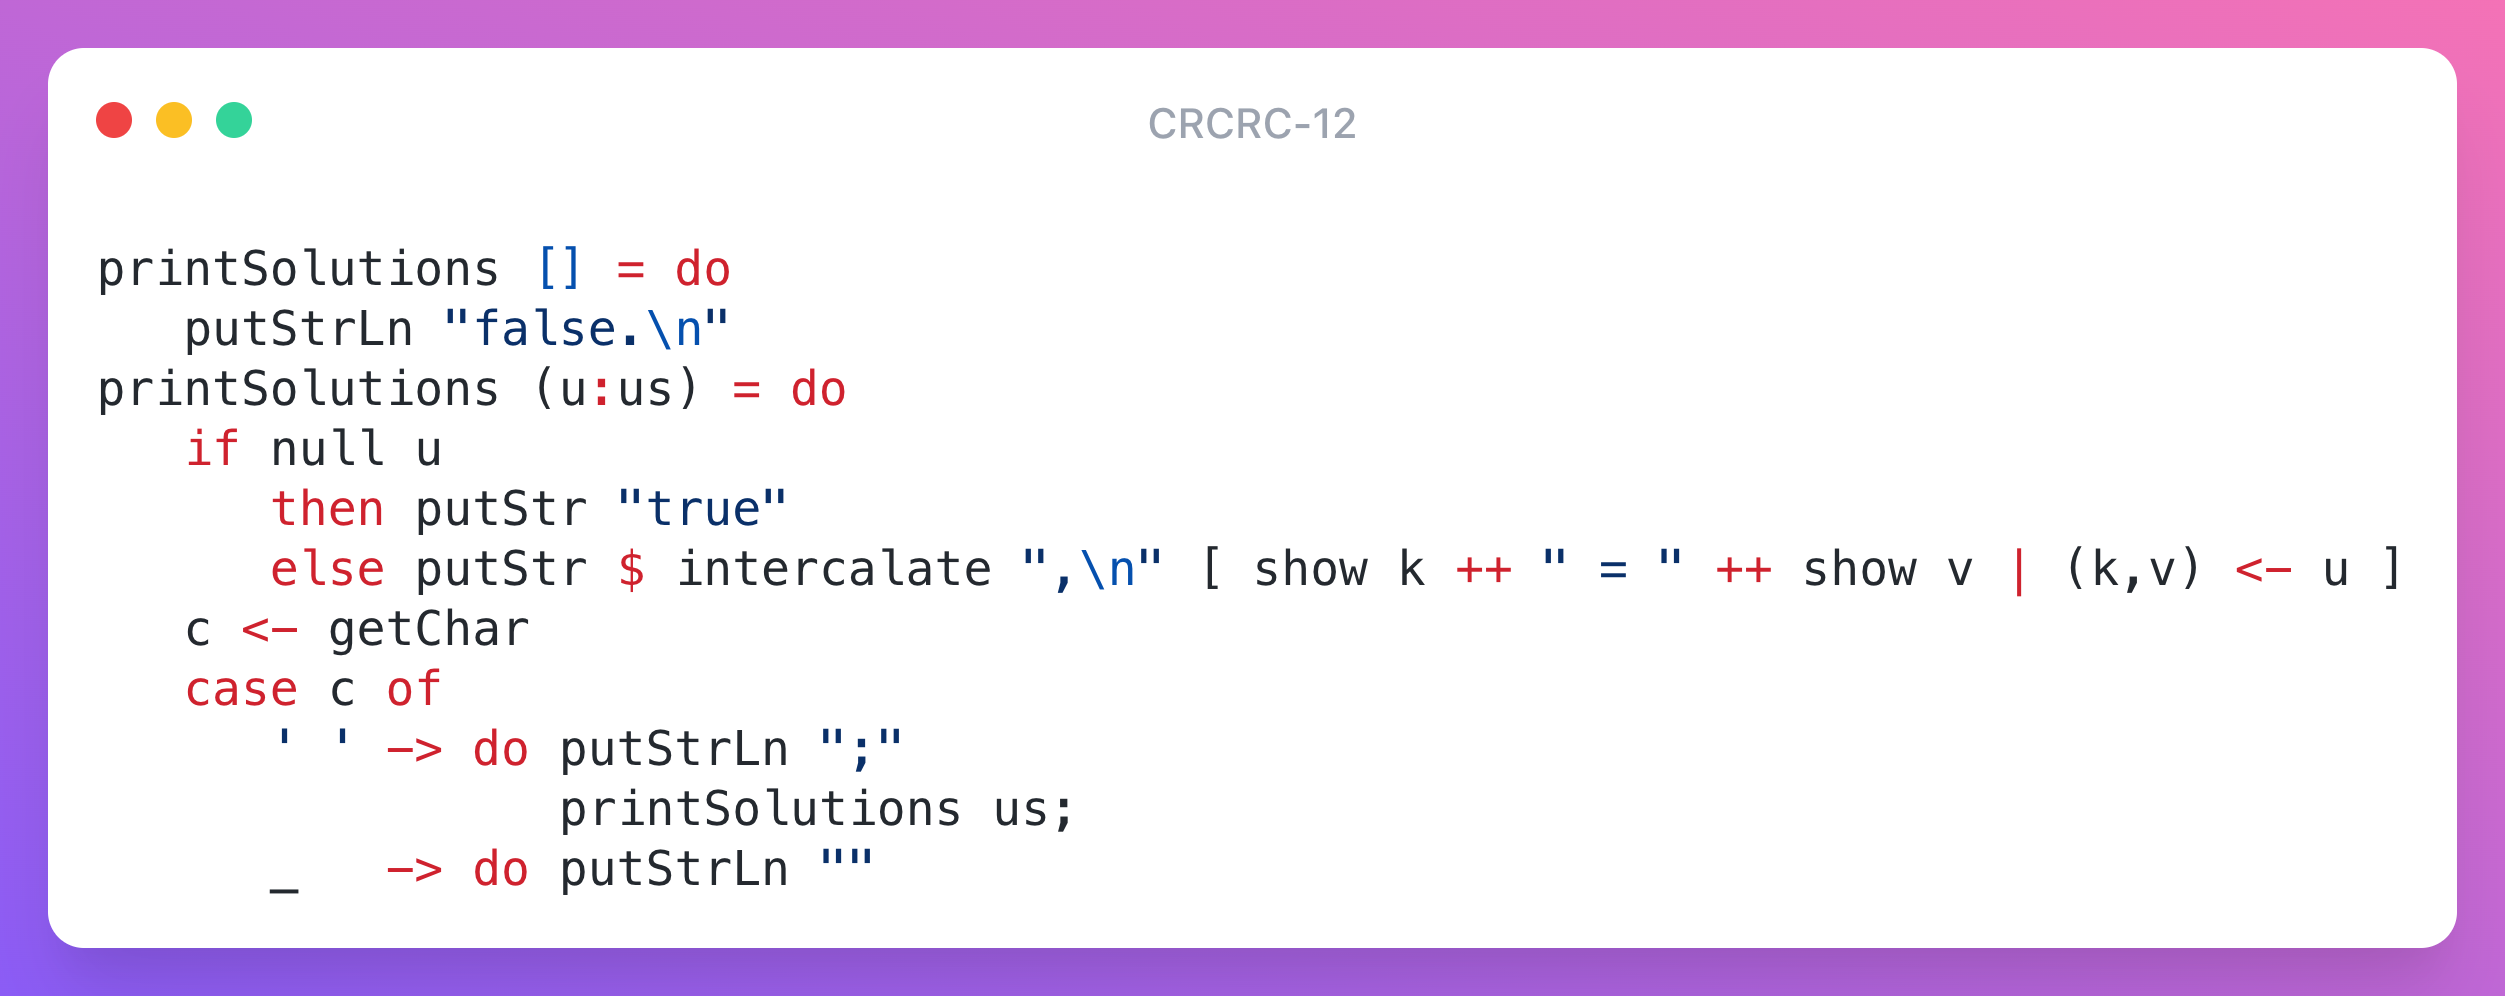 CRCRC-12
printSolutions [] = do
   putStrLn "false.\n"
printSolutions (u:us) = do
   if null u
      then putStr "true"
      else putStr $ intercalate ",\n" [ show k ++ " = " ++ show v | (k,v) <- u ]
   c <- getChar
   case c of
      ' ' -> do putStrLn ";"
                printSolutions us;
      _   -> do putStrLn ""